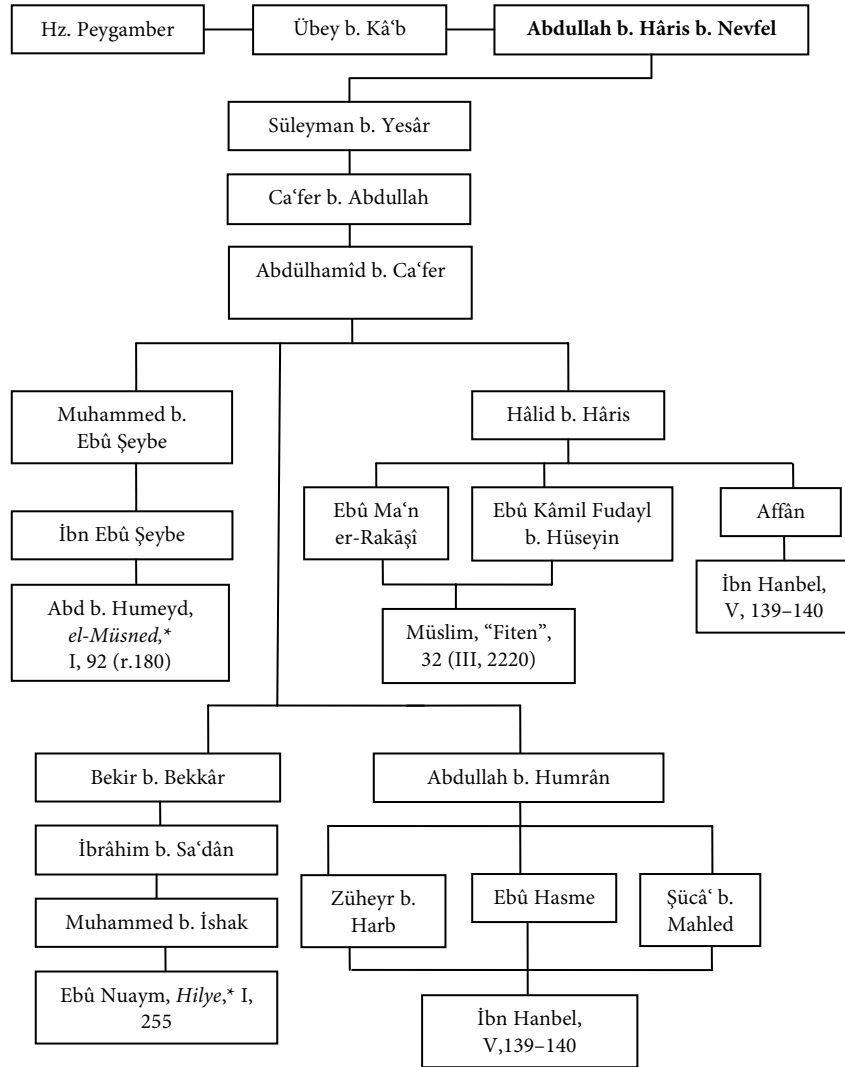 Hz. Peygamber
Übey b. Kâ‘b
Abdullah b. Hâris b. Nevfel
Süleyman b. Yesâr
Ca‘fer b. Abdullah
Abdülhamîd b. Ca‘fer
Muhammed b.
Ebû Şeybe
Hâlid b. Hâris
İbn Ebû Şeybe
Ebû Ma‘n
er-Rakāşî
Ebû Kâmil Fudayl
b. Hüseyin
Affân
Abd b. Humeyd,
el-Müsned,*
I, 92 (r.180)
Müslim, “Fiten”,
32 (III, 2220)
İbn Hanbel,
V, 139–140
Bekir b. Bekkâr
Abdullah b. Humrân
İbrâhim b. Sa‘dân
Muhammed b. İshak
Ebû Nuaym, Hilye,* I,
255
Züheyr b.
Harb
Ebû Hasme
Şücâ‘ b.
Mahled
İbn Hanbel,
V,139–140